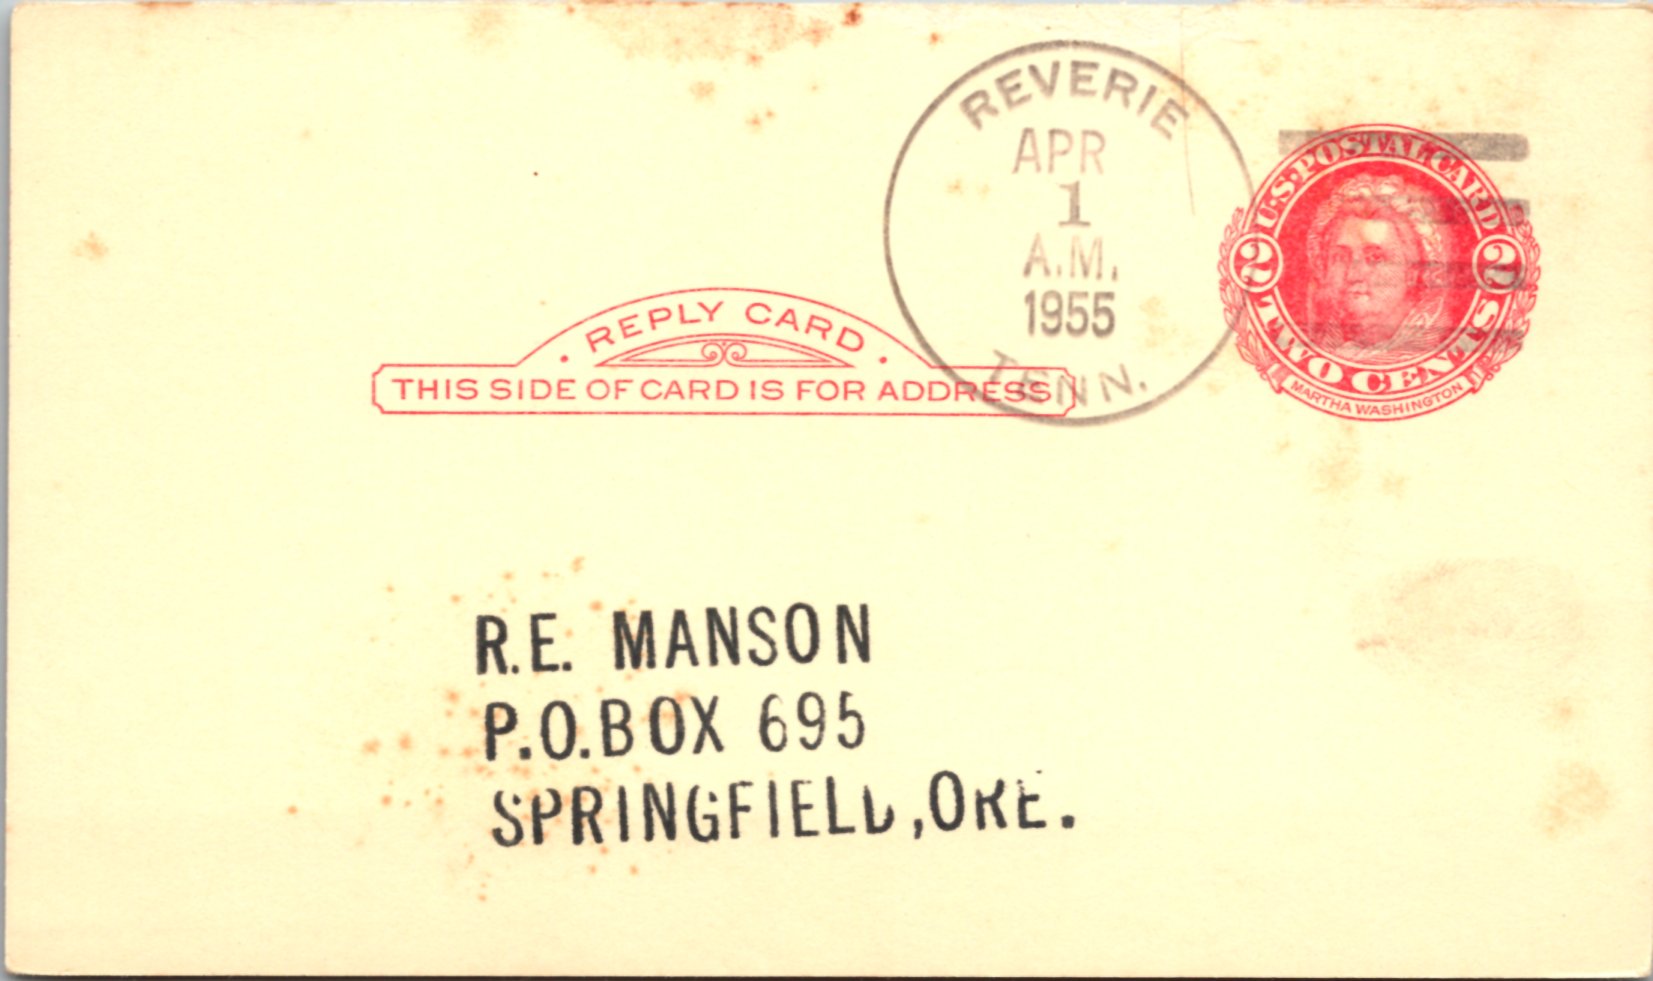 REVERIE
APR
1
A.M.
1955
TENN.
U·S·POSTAL CARD
2 2
TWO CENTS
MARTHA WASHINGTON
· REPLY CARD ·
THIS SIDE OF CARD IS FOR ADDRESS
R.E. MANSON
P.O.BOX 695
SPRINGFIELD,ORE.